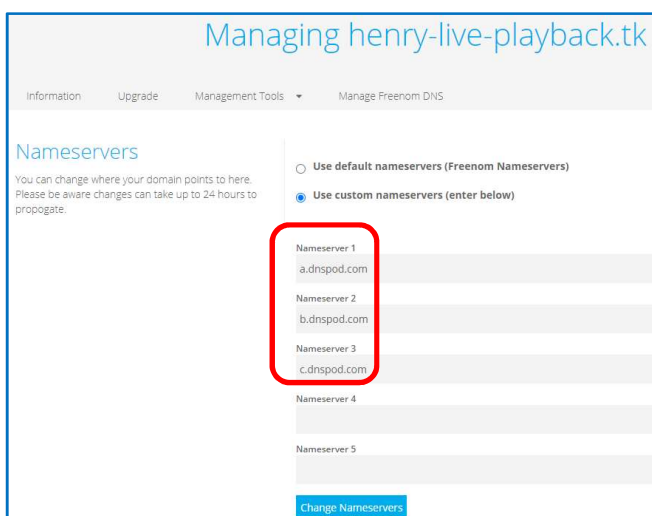 Managing henry-live-playback.tk
Information Upgrade Management Tools Manage Freenom DNS
Nameservers
You can change where your domain points to here.
Please be aware changes can take up to 24 hours to
propogate.
Use default nameservers (Freenom Nameservers)
Use custom nameservers (enter below)
Nameserver 1
a.dnspod.com
Nameserver 2
b.dnspod.com
Nameserver 3
c.dnspod.com
Nameserver 4
Nameserver 5
Change Nameservers